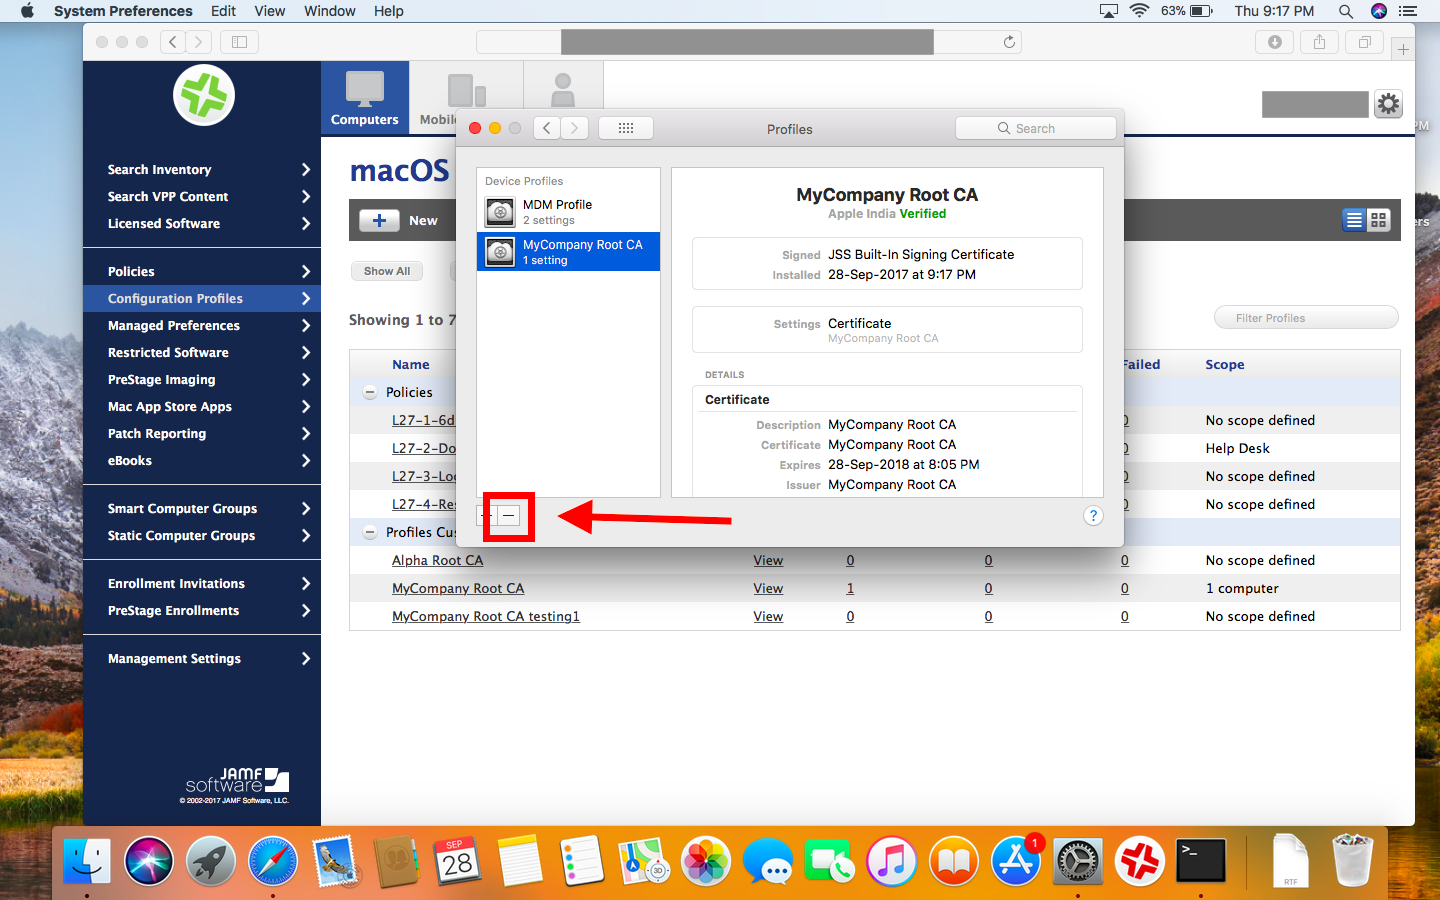 System Preferences Edit View Window Help 63% Thu 9:17 PM
Computers Mobile
PM
Search Inventory
Search VPP Content
Licensed Software
Policies
Configuration Profiles
Managed Preferences
Restricted Software
PreStage Imaging
Mac App Store Apps
Patch Reporting
eBooks
Smart Computer Groups
Static Computer Groups
Enrollment Invitations
PreStage Enrollments
Management Settings
JAMF
software
© 2002-2017 JAMF Software, LLC.
macOS
+ New
ers
Show All
Showing 1 to 7
Filter Profiles
Name Failed Scope
Policies
L27-1-6d 0 No scope defined
L27-2-Do 0 Help Desk
L27-3-Loc 0 No scope defined
L27-4-Res 0 No scope defined
Profiles Cus
Alpha Root CA View 0 0 0 No scope defined
MyCompany Root CA View 1 0 0 1 computer
MyCompany Root CA testing1 View 0 0 0 No scope defined
Profiles
Search
Device Profiles
MDM Profile
2 settings
MyCompany Root CA
1 setting
MyCompany Root CA
Apple India Verified
Signed JSS Built-In Signing Certificate
Installed 28-Sep-2017 at 9:17 PM
Settings Certificate
MyCompany Root CA
DETAILS
Certificate
Description MyCompany Root CA
Certificate MyCompany Root CA
Expires 28-Sep-2018 at 8:05 PM
Issuer MyCompany Root CA
?
SEP
28
3D
1
>_
RTF